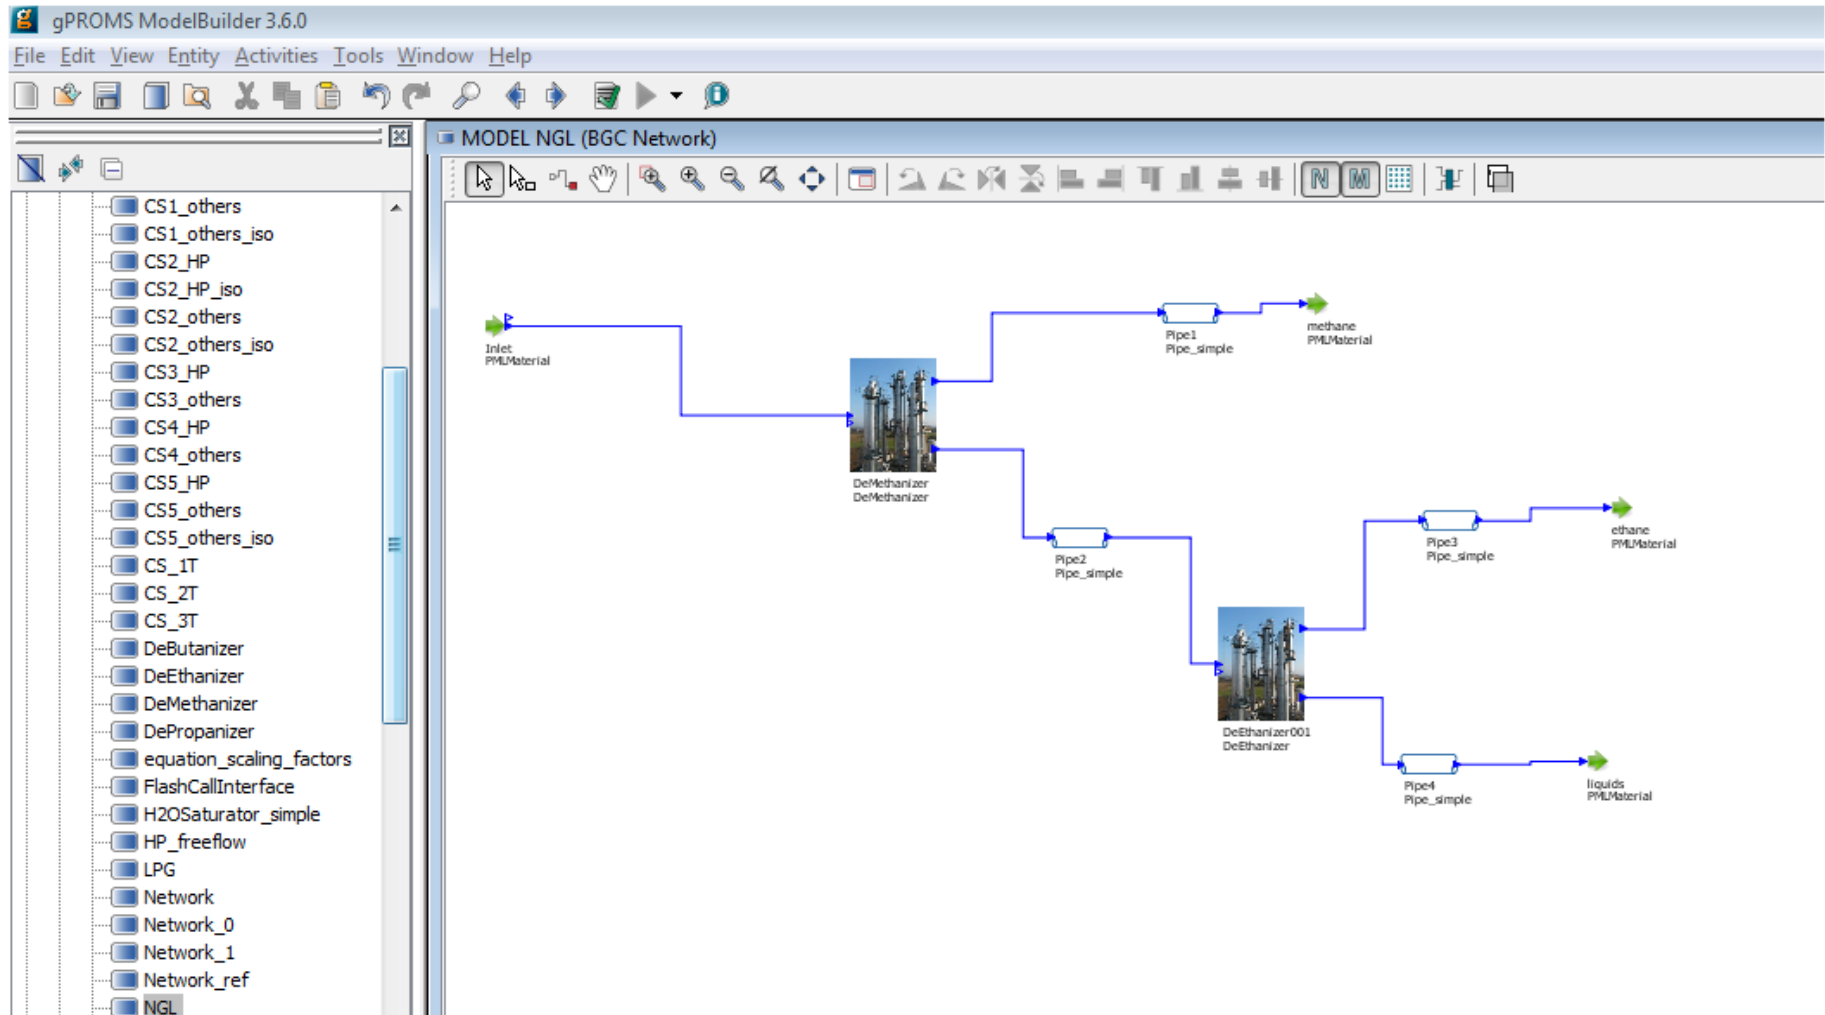 gPROMS ModelBuilder 3.6.0
File Edit View Entity Activities Tools Window Help
MODEL NGL (BGC Network)
CS1_others
CS1_others_iso
CS2_HP
CS2_HP_iso
CS2_others
CS2_others_iso
CS3_HP
CS3_others
CS4_HP
CS4_others
CS5_HP
CS5_others
CS5_others_iso
CS_1T
CS_2T
CS_3T
DeButanizer
DeEthanizer
DeMethanizer
DePropanizer
equation_scaling_factors
FlashCallInterface
H2OSaturator_simple
HP_freeflow
LPG
Network
Network_0
Network_1
Network_ref
NGL
N M
Inlet
PMLMaterial
DeMethanizer
DeMethanizer
Pipe1
Pipe_simple
methane
PMLMaterial
Pipe2
Pipe_simple
Pipe3
Pipe_simple
ethane
PMLMaterial
DeEthanizer001
DeEthanizer
Pipe4
Pipe_simple
liquids
PMLMaterial